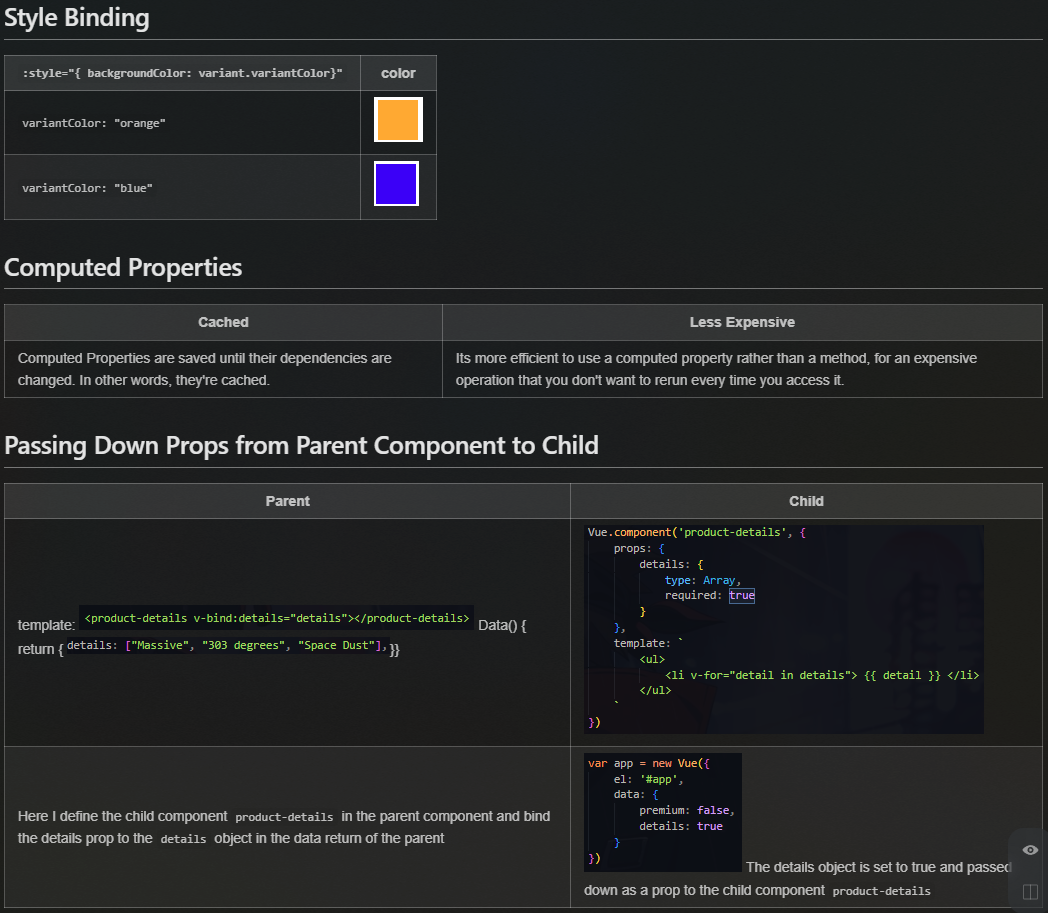 Style Binding
:style="{ backgroundColor: variant.variantColor}" color
variantColor: "orange"
variantColor: "blue"
Computed Properties
Cached Less Expensive
Computed Properties are saved until their dependencies are
changed. In other words, they're cached.
Its more efficient to use a computed property rather than a method, for an expensive
operation that you don't want to rerun every time you access it.
Passing Down Props from Parent Component to Child
Parent Child
template: <product-details v-bind:details="details"></product-details> Data() {
return { details: ["Massive", "303 degrees", "Space Dust"], }}
Vue.component('product-details', {
props: {
details: {
type: Array,
required: true
}
},
template: `
<ul>
<li v-for="detail in details"> {{ detail }} </li>
</ul>
`
})
Here I define the child component product-details in the parent component and bind
the details prop to the details object in the data return of the parent
var app = new Vue({
el: '#app',
data: {
premium: false,
details: true
}
})
The details object is set to true and passed
down as a prop to the child component product-details